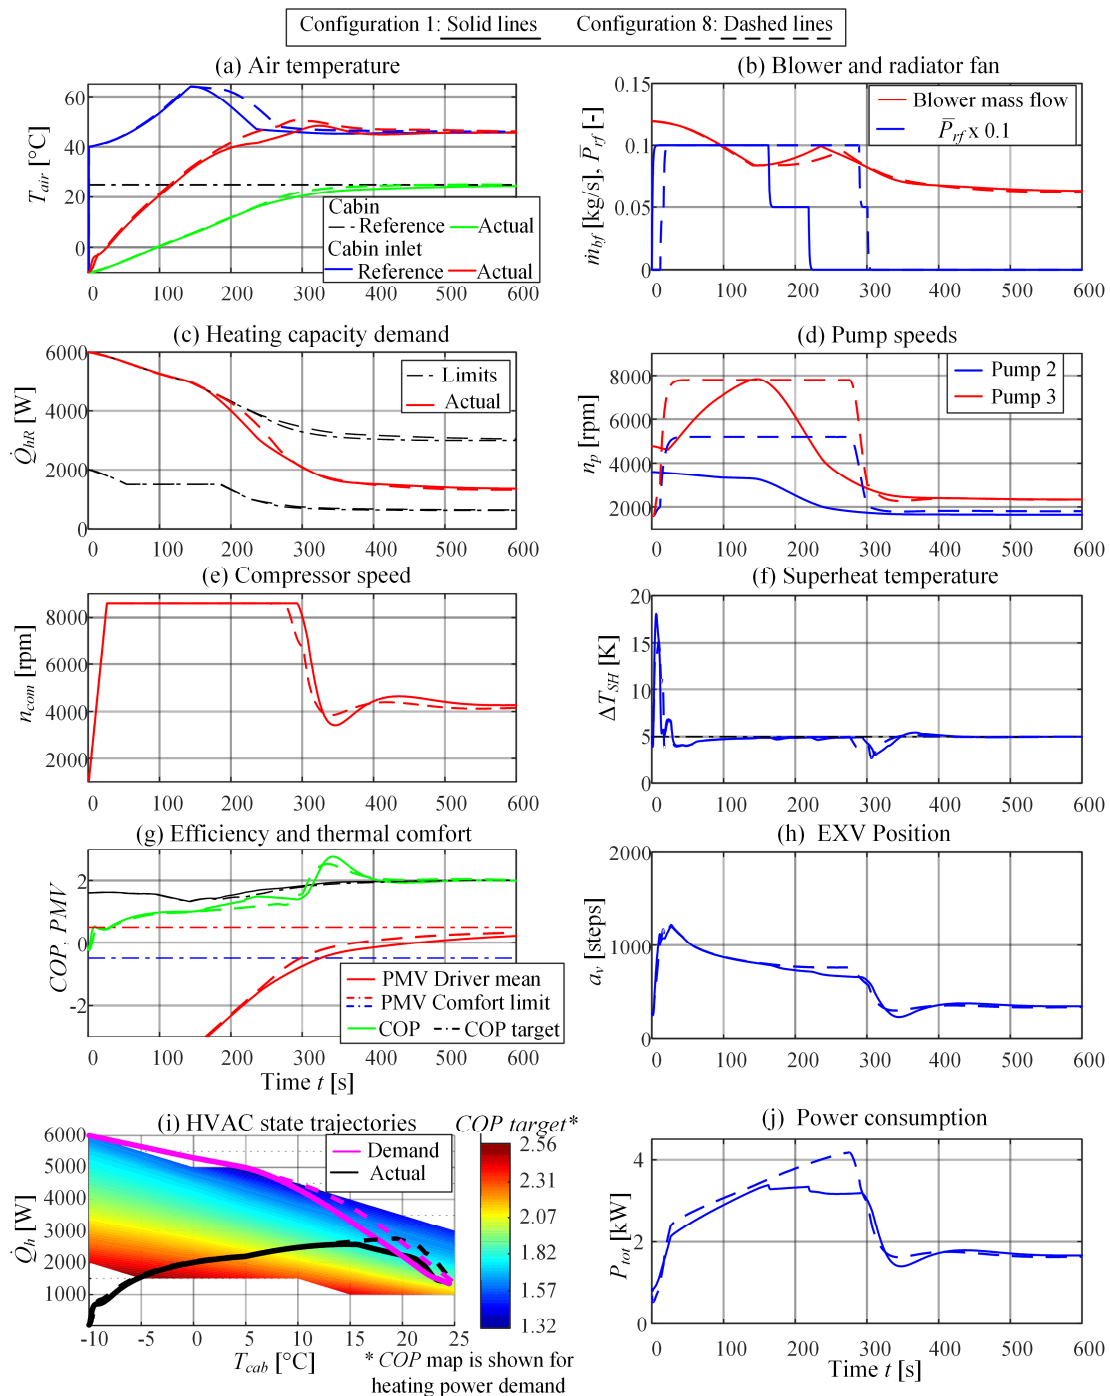 Configuration 1: Solid lines Configuration 8: Dashed lines
(a) Air temperature
60
40
20
0
T_air [°C]
Cabin
Reference Actual
Cabin inlet
Reference Actual
0 100 200 300 400 500 600
(b) Blower and radiator fan
0.15
0.1
0.05
0
ṁ_bf [kg/s], P̅_rf [-]
Blower mass flow
P̅_rf x 0.1
0 100 200 300 400 500 600
(c) Heating capacity demand
6000
4000
2000
0
Q̇_hR [W]
Limits
Actual
0 100 200 300 400 500 600
(d) Pump speeds
8000
6000
4000
2000
n_p [rpm]
Pump 2
Pump 3
0 100 200 300 400 500 600
(e) Compressor speed
8000
6000
4000
2000
n_com [rpm]
0 100 200 300 400 500 600
(f) Superheat temperature
20
15
10
5
0
ΔT_SH [K]
0 100 200 300 400 500 600
(g) Efficiency and thermal comfort
2
0
-2
COP, PMV
PMV Driver mean
PMV Comfort limit
COP COP target
0 100 200 300 400 500 600
Time t [s]
(h) EXV Position
2000
1000
0
a_v [steps]
0 100 200 300 400 500 600
(i) HVAC state trajectories
6000
5000
4000
3000
2000
1000
Q̇_h [W]
Demand
Actual
-10 -5 0 5 10 15 20 25
T_cab [°C]
COP target*
2.56
2.31
2.07
1.82
1.57
1.32
* COP map is shown for
heating power demand
(j) Power consumption
4
2
0
P_tot [kW]
0 100 200 300 400 500 600
Time t [s]